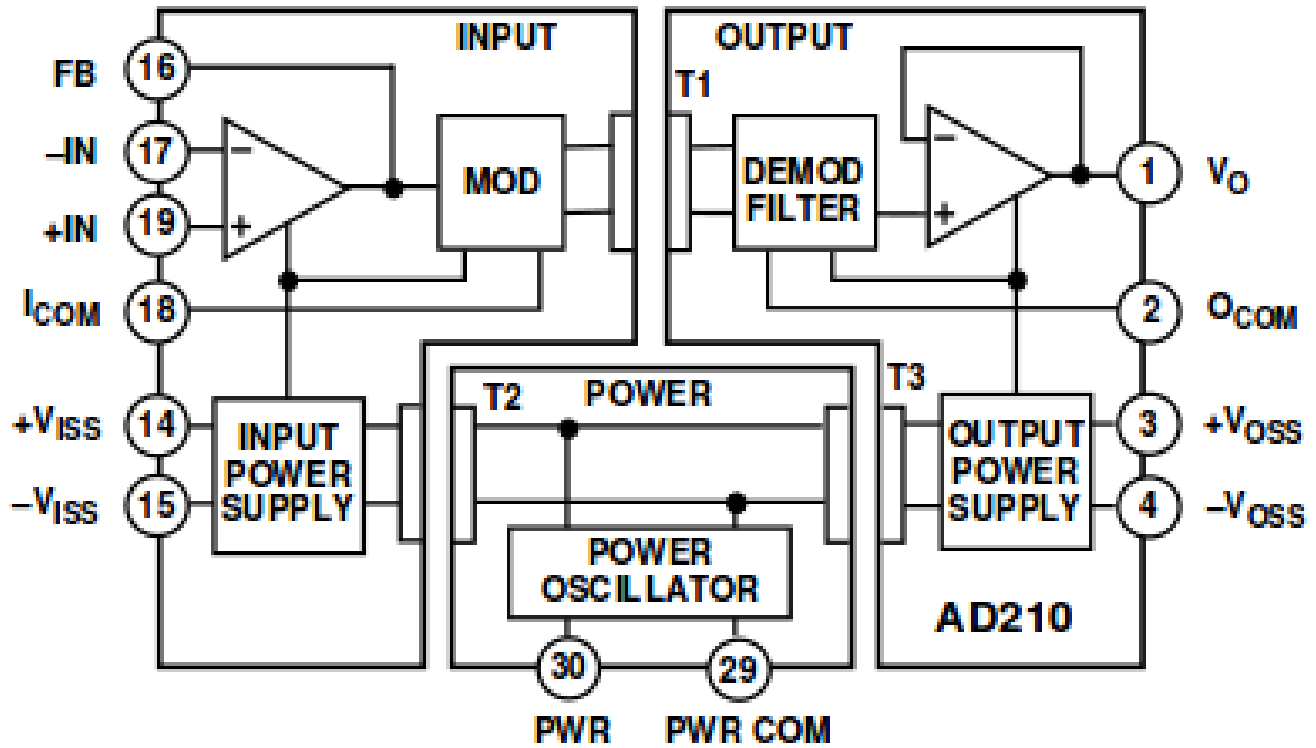 INPUT
OUTPUT
FB
16
T1
-IN
17
−
MOD
DEMOD
FILTER
−
1
VO
+IN
19
+
+
ICOM
18
2
OCOM
T2
POWER
T3
+VISS
14
INPUT
POWER
SUPPLY
OUTPUT
POWER
SUPPLY
3
+VOSS
–VISS
15
4
–VOSS
POWER
OSCILLATOR
AD210
30
29
PWR
PWR COM